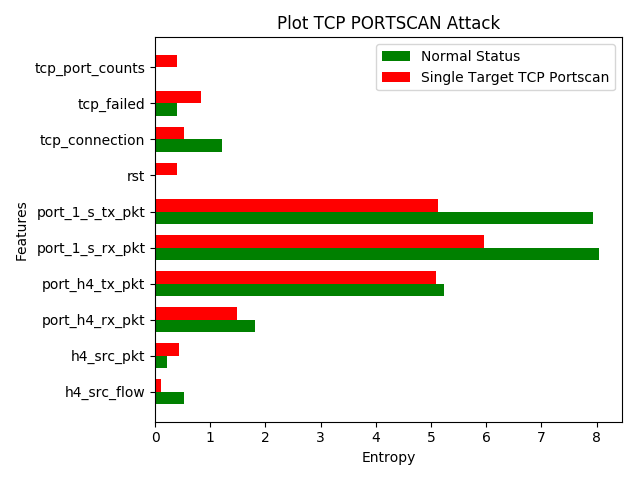 Plot TCP PORTSCAN Attack
Normal Status
Single Target TCP Portscan
tcp_port_counts
tcp_failed
tcp_connection
rst
port_1_s_tx_pkt
port_1_s_rx_pkt
port_h4_tx_pkt
port_h4_rx_pkt
h4_src_pkt
h4_src_flow
Features
0 1 2 3 4 5 6 7 8
Entropy